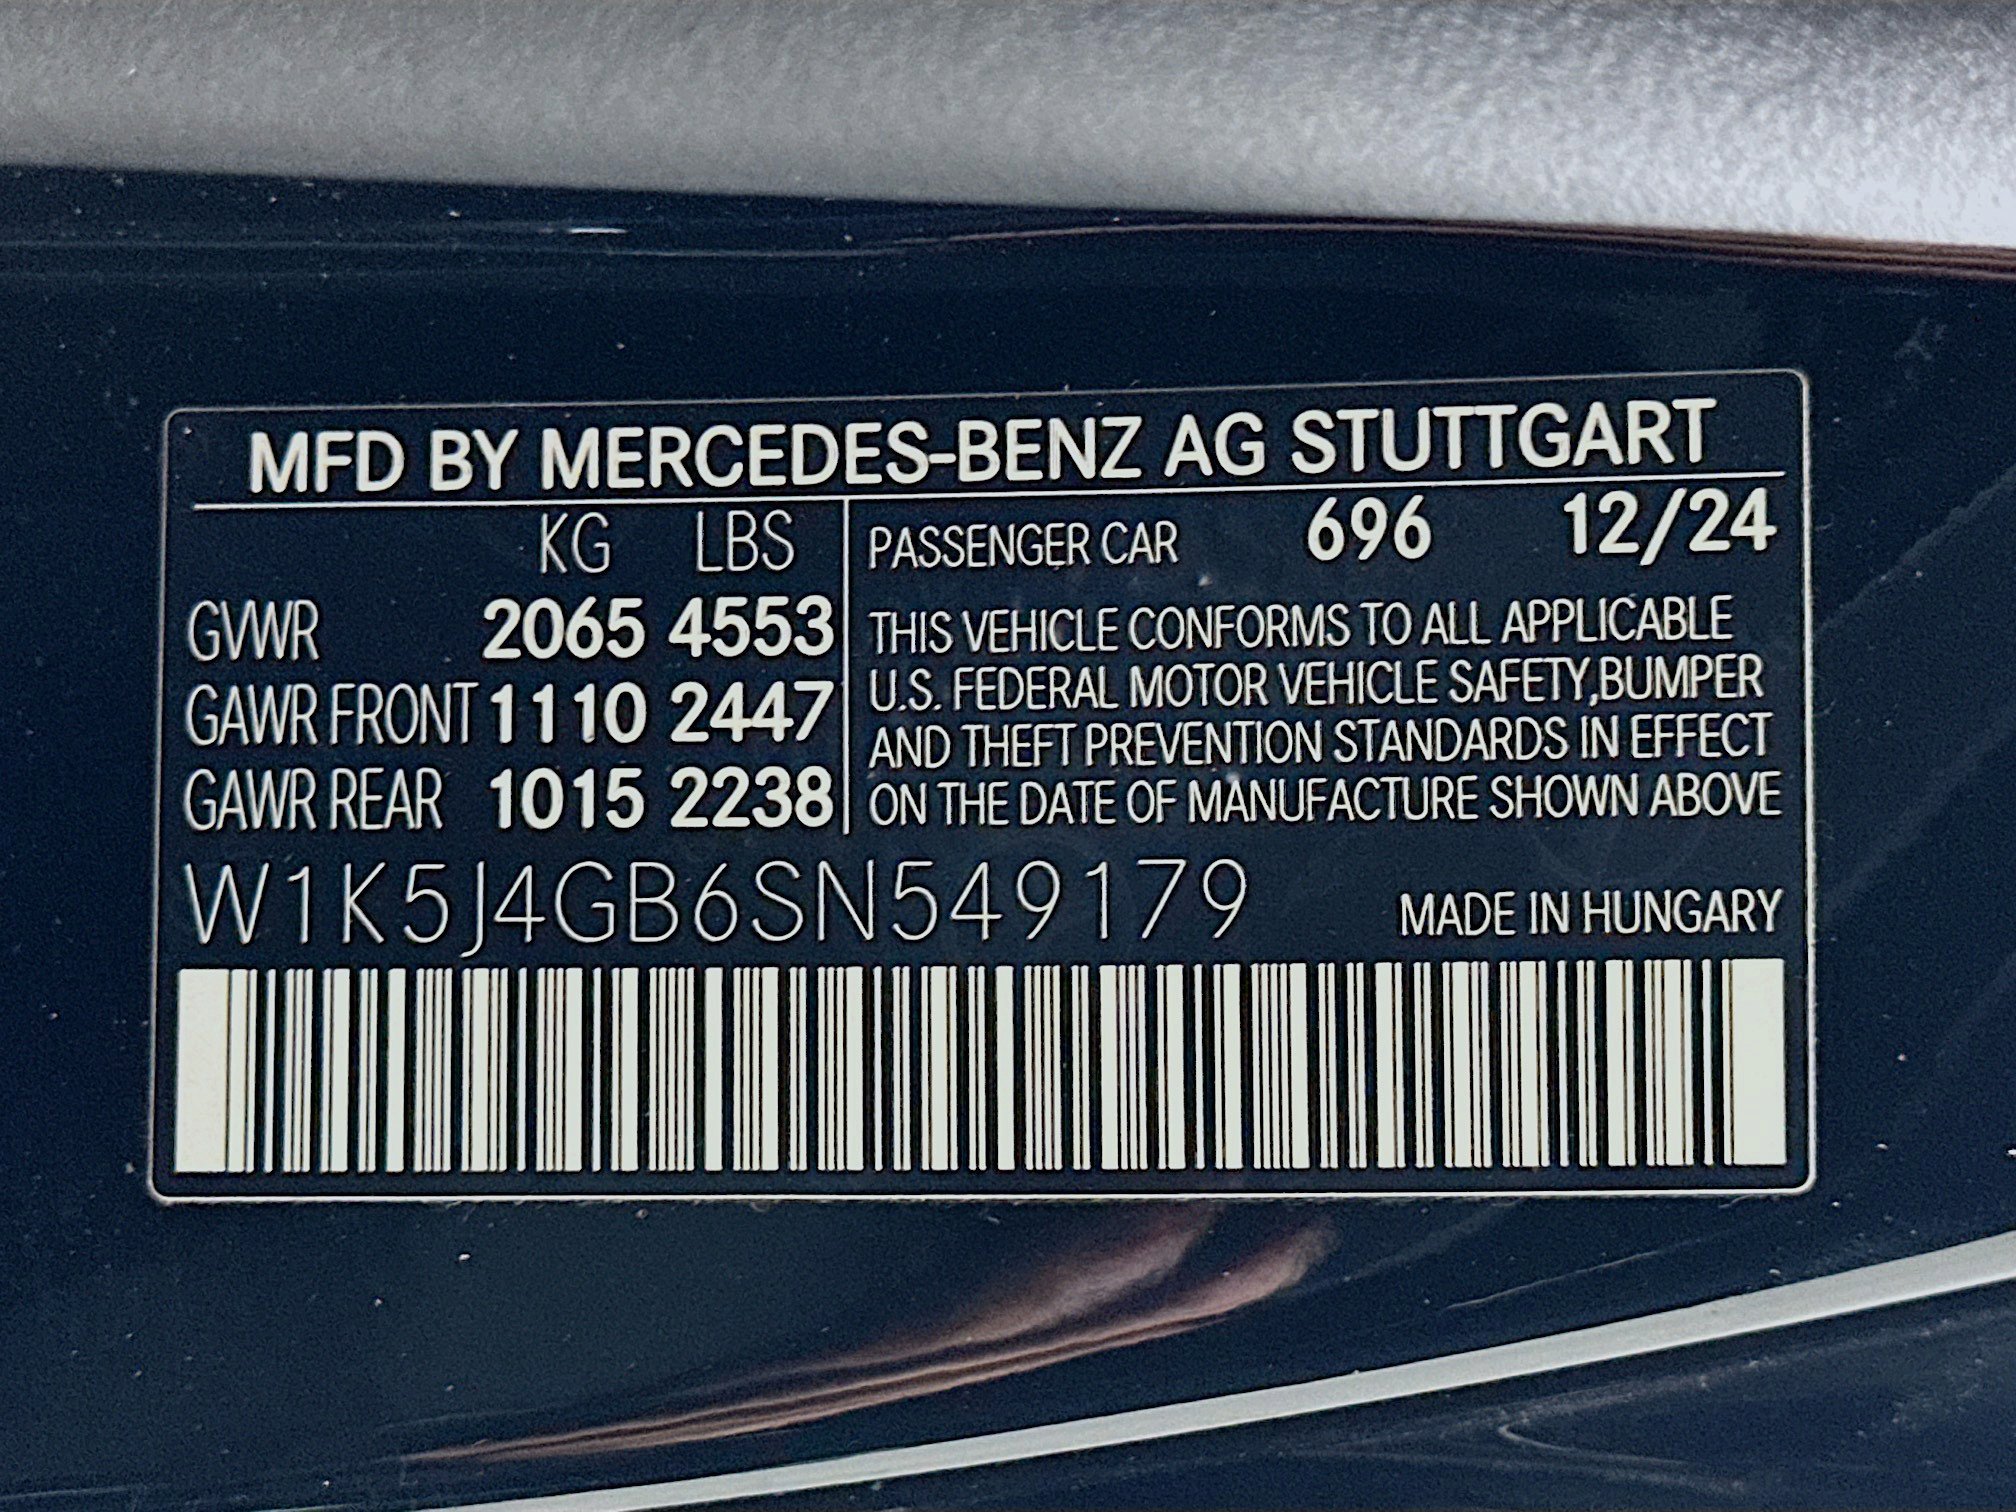 MFD BY MERCEDES-BENZ AG STUTTGART
KG LBS
GVWR 2065 4553
GAWR FRONT 1110 2447
GAWR REAR 1015 2238
PASSENGER CAR 696 12/24
THIS VEHICLE CONFORMS TO ALL APPLICABLE
U.S. FEDERAL MOTOR VEHICLE SAFETY,BUMPER
AND THEFT PREVENTION STANDARDS IN EFFECT
ON THE DATE OF MANUFACTURE SHOWN ABOVE
W1K5J4GB6SN549179
MADE IN HUNGARY